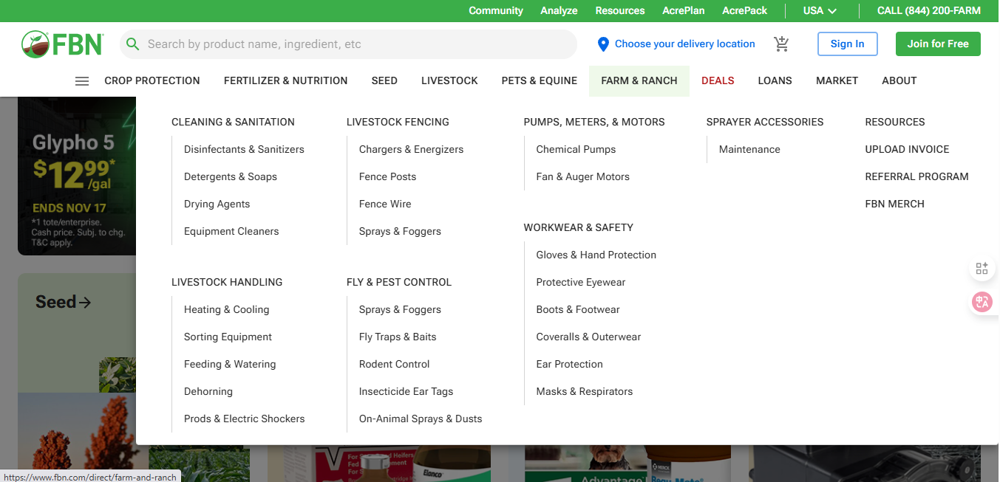 Community Analyze Resources AcrePlan AcrePack USA CALL (844) 200-FARM
FBN
Search by product name, ingredient, etc
Choose your delivery location
Sign In
Join for Free
CROP PROTECTION FERTILIZER & NUTRITION SEED LIVESTOCK PETS & EQUINE FARM & RANCH DEALS LOANS MARKET ABOUT
Glypho 5
$12.99*
/gal
ENDS NOV 17
*1 tote/enterprise.
Cash price. Subj. to chg.
T&C apply.
Seed
CLEANING & SANITATION
Disinfectants & Sanitizers
Detergents & Soaps
Drying Agents
Equipment Cleaners
LIVESTOCK HANDLING
Heating & Cooling
Sorting Equipment
Feeding & Watering
Dehorning
Prods & Electric Shockers
LIVESTOCK FENCING
Chargers & Energizers
Fence Posts
Fence Wire
Sprays & Foggers
FLY & PEST CONTROL
Sprays & Foggers
Fly Traps & Baits
Rodent Control
Insecticide Ear Tags
On-Animal Sprays & Dusts
PUMPS, METERS, & MOTORS
Chemical Pumps
Fan & Auger Motors
WORKWEAR & SAFETY
Gloves & Hand Protection
Protective Eyewear
Boots & Footwear
Coveralls & Outerwear
Ear Protection
Masks & Respirators
SPRAYER ACCESSORIES
Maintenance
RESOURCES
UPLOAD INVOICE
REFERRAL PROGRAM
FBN MERCH
中A
Elanco
Advantage
MERCK
https://www.fbn.com/direct/farm-and-ranch